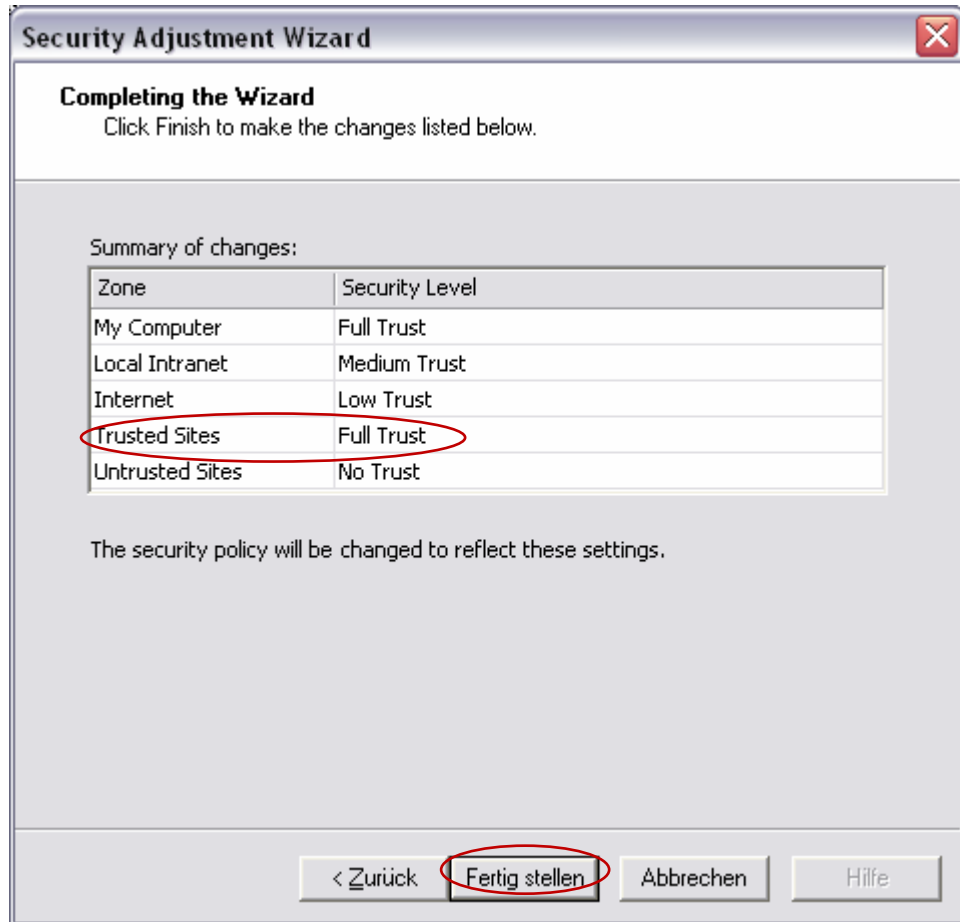 Security Adjustment Wizard
Completing the Wizard
Click Finish to make the changes listed below.
Summary of changes:
Zone Security Level
My Computer Full Trust
Local Intranet Medium Trust
Internet Low Trust
Trusted Sites Full Trust
Untrusted Sites No Trust
The security policy will be changed to reflect these settings.
< Zurück Fertig stellen Abbrechen Hilfe